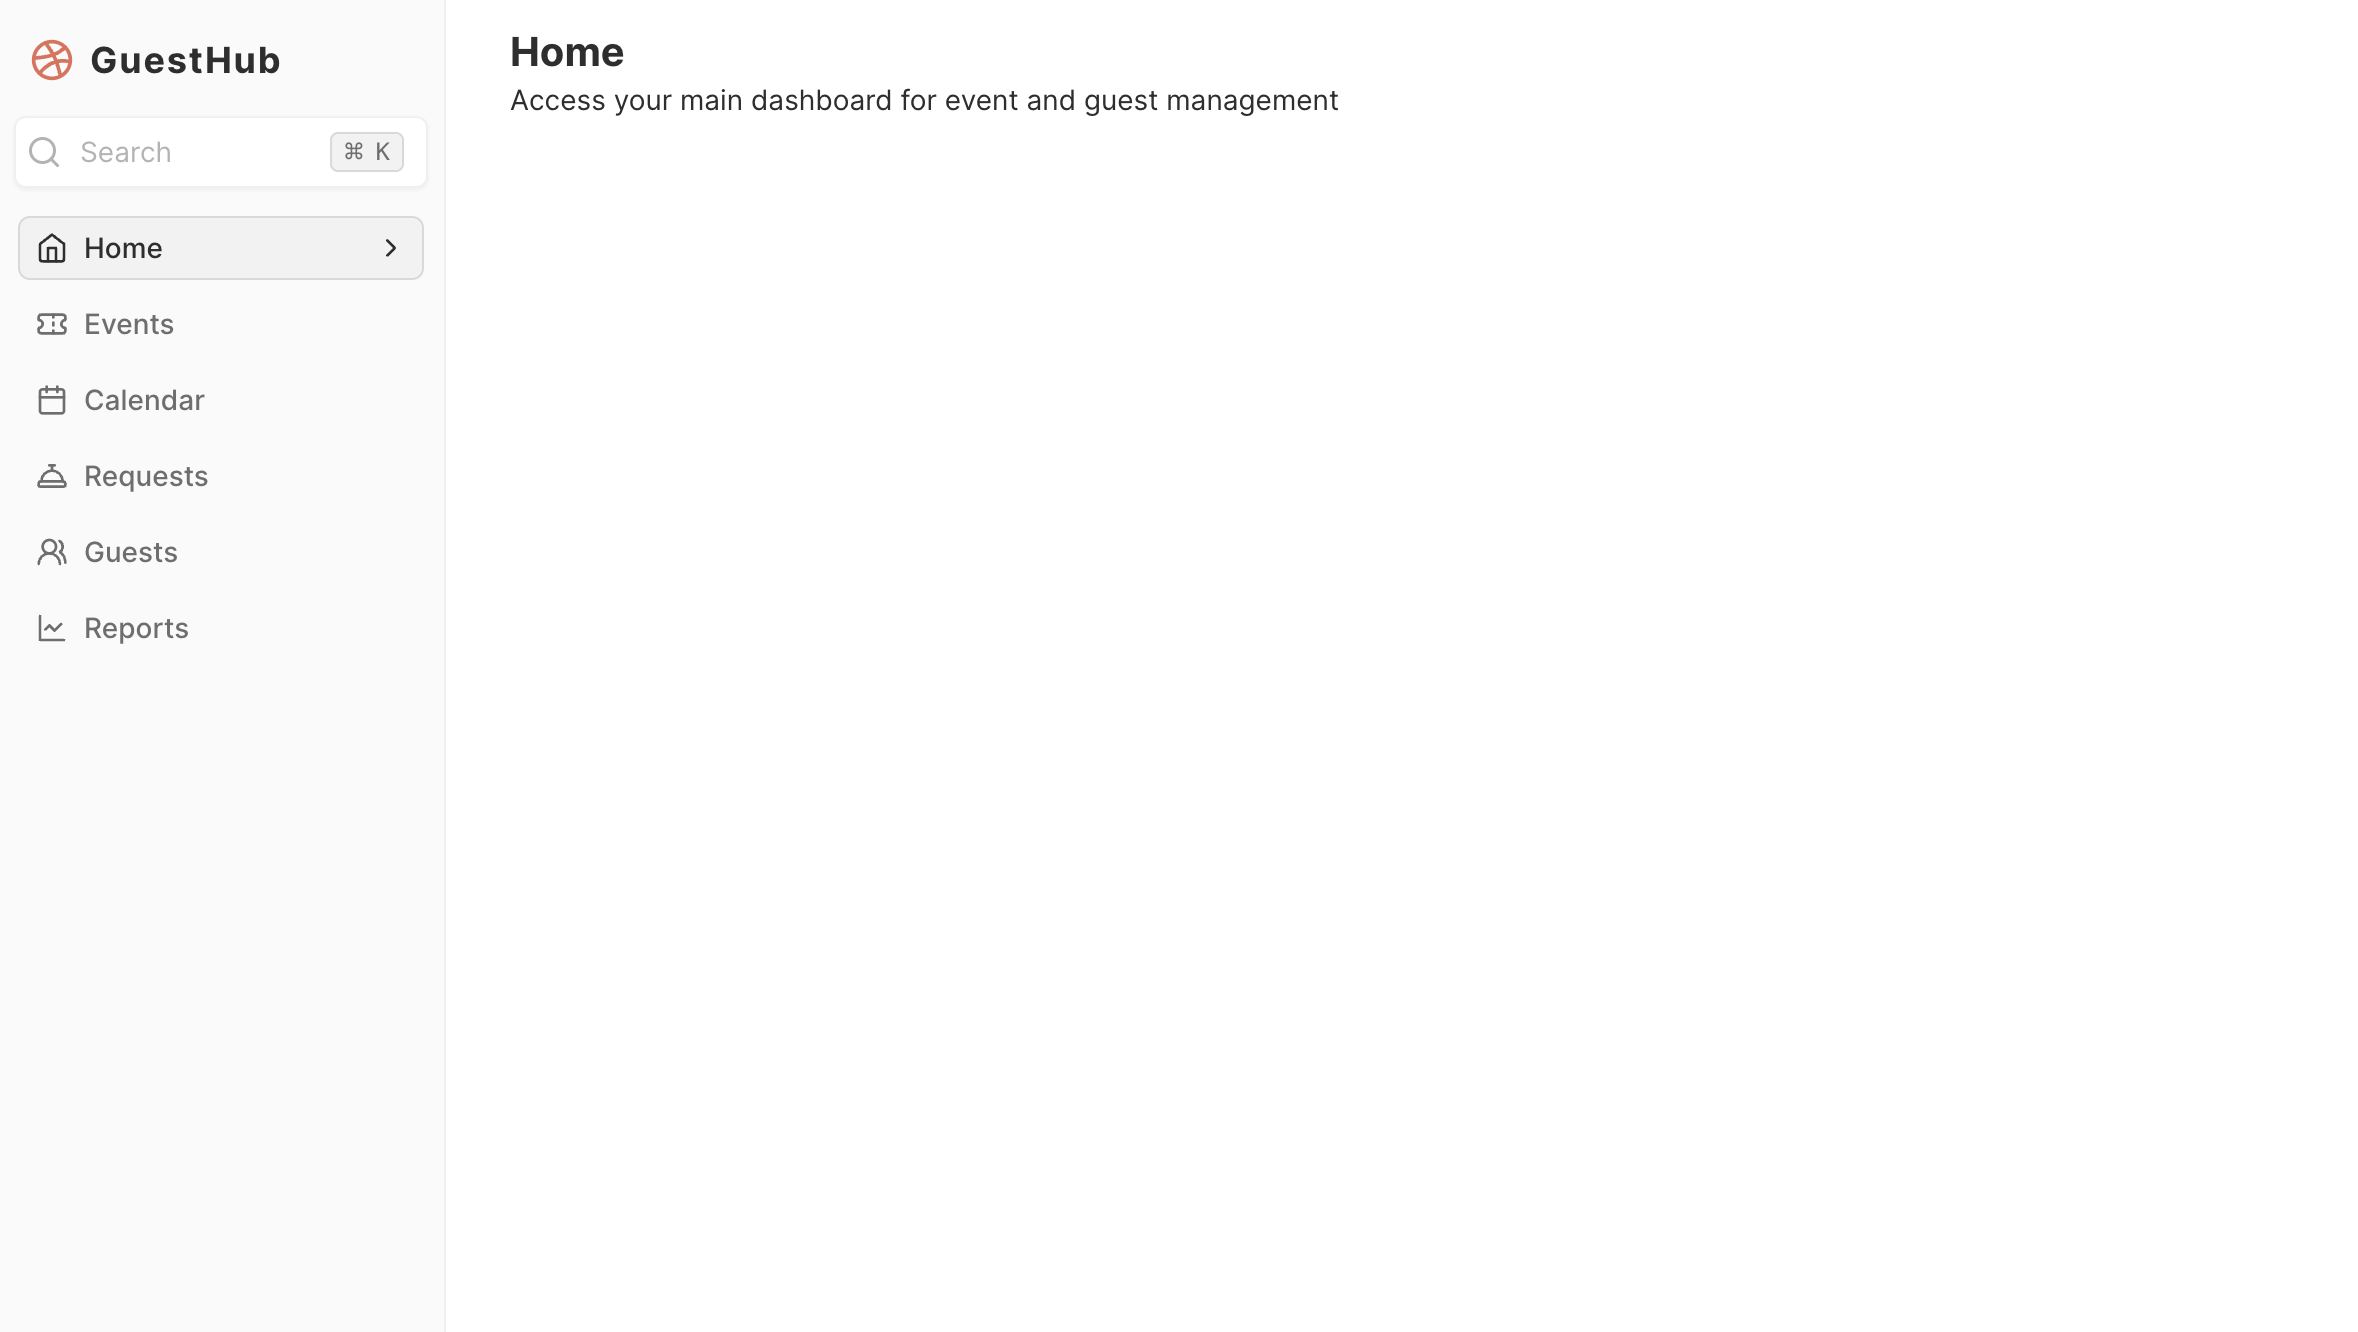 GuestHub
Search
⌘ K
Home
Events
Calendar
Requests
Guests
Reports
Home
Access your main dashboard for event and guest management